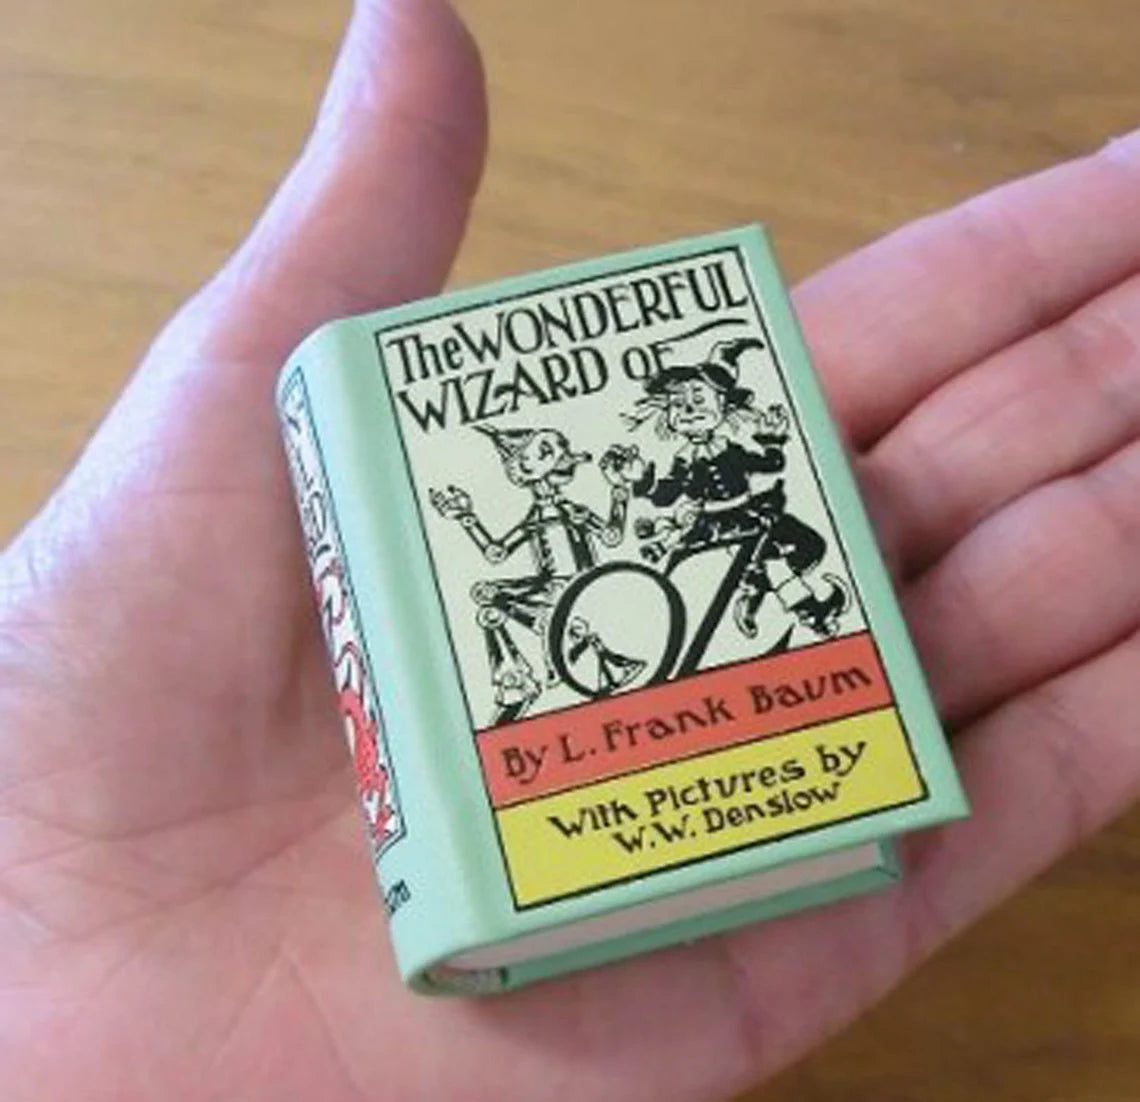 The WONDERFUL
WIZARD OF
OZ
By L. Frank Baum
With Pictures by
W.W. Denslow